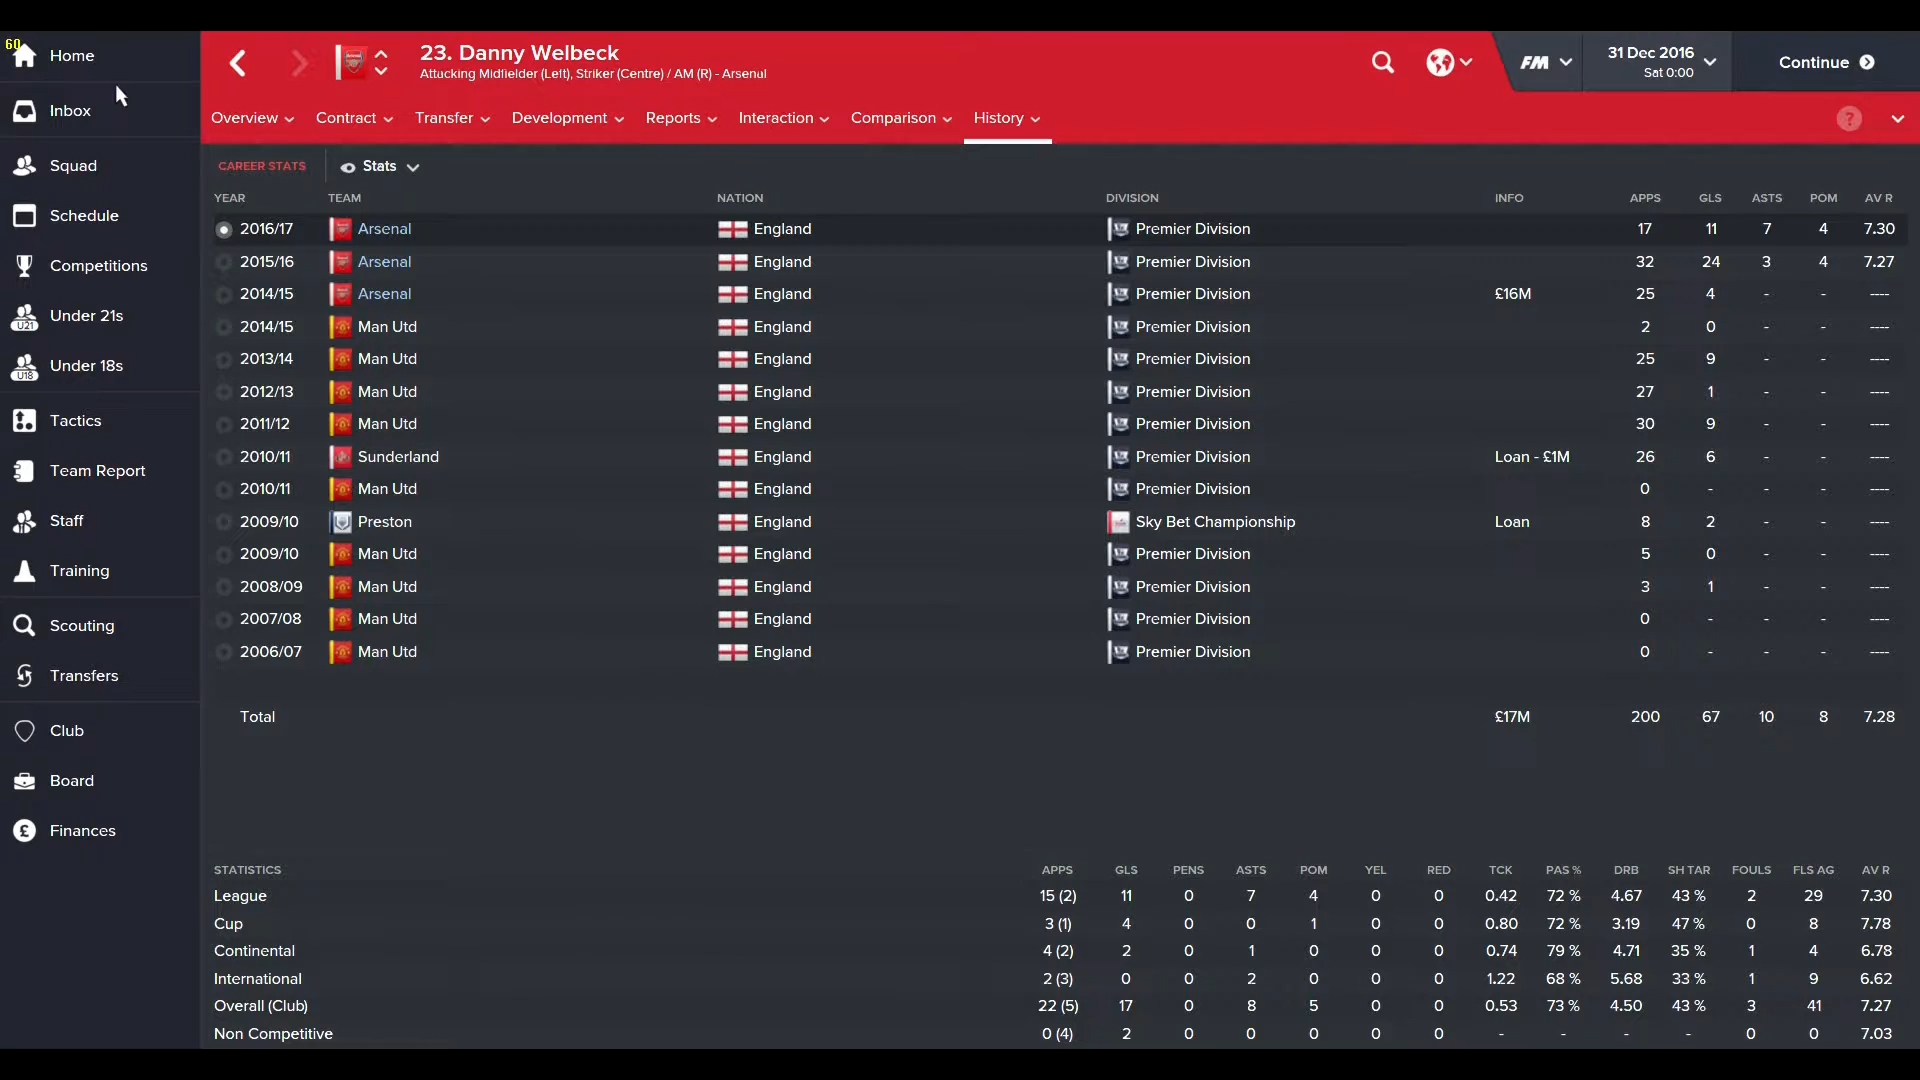 60
Home
Inbox
Squad
Schedule
Competitions
U21 Under 21s
U18 Under 18s
Tactics
Team Report
Staff
Training
Scouting
Transfers
Club
Board
Finances
23. Danny Welbeck
Attacking Midfielder (Left), Striker (Centre) / AM (R) - Arsenal
FM
31 Dec 2016
Sat 0:00
Continue
Overview Contract Transfer Development Reports Interaction Comparison History ?
CAREER STATS Stats
YEAR TEAM NATION DIVISION INFO APPS GLS ASTS POM AV R
2016/17 Arsenal England Premier Division 17 11 7 4 7.30
2015/16 Arsenal England Premier Division 32 24 3 4 7.27
2014/15 Arsenal England Premier Division £16M 25 4 - - ----
2014/15 Man Utd England Premier Division 2 0 - - ----
2013/14 Man Utd England Premier Division 25 9 - - ----
2012/13 Man Utd England Premier Division 27 1 - - ----
2011/12 Man Utd England Premier Division 30 9 - - ----
2010/11 Sunderland England Premier Division Loan - £1M 26 6 - - ----
2010/11 Man Utd England Premier Division 0 - - - ----
2009/10 Preston England Sky Bet Championship Loan 8 2 - - ----
2009/10 Man Utd England Premier Division 5 0 - - ----
2008/09 Man Utd England Premier Division 3 1 - - ----
2007/08 Man Utd England Premier Division 0 - - - ----
2006/07 Man Utd England Premier Division 0 - - - ----
Total £17M 200 67 10 8 7.28
STATISTICS APPS GLS PENS ASTS POM YEL RED TCK PAS % DRB SH TAR FOULS FLS AG AV R
League 15 (2) 11 0 7 4 0 0 0.42 72 % 4.67 43 % 2 29 7.30
Cup 3 (1) 4 0 0 1 0 0 0.80 72 % 3.19 47 % 0 8 7.78
Continental 4 (2) 2 0 1 0 0 0 0.74 79 % 4.71 35 % 1 4 6.78
International 2 (3) 0 0 2 0 0 0 1.22 68 % 5.68 33 % 1 9 6.62
Overall (Club) 22 (5) 17 0 8 5 0 0 0.53 73 % 4.50 43 % 3 41 7.27
Non Competitive 0 (4) 2 0 0 0 0 0 - - - - 0 0 7.03